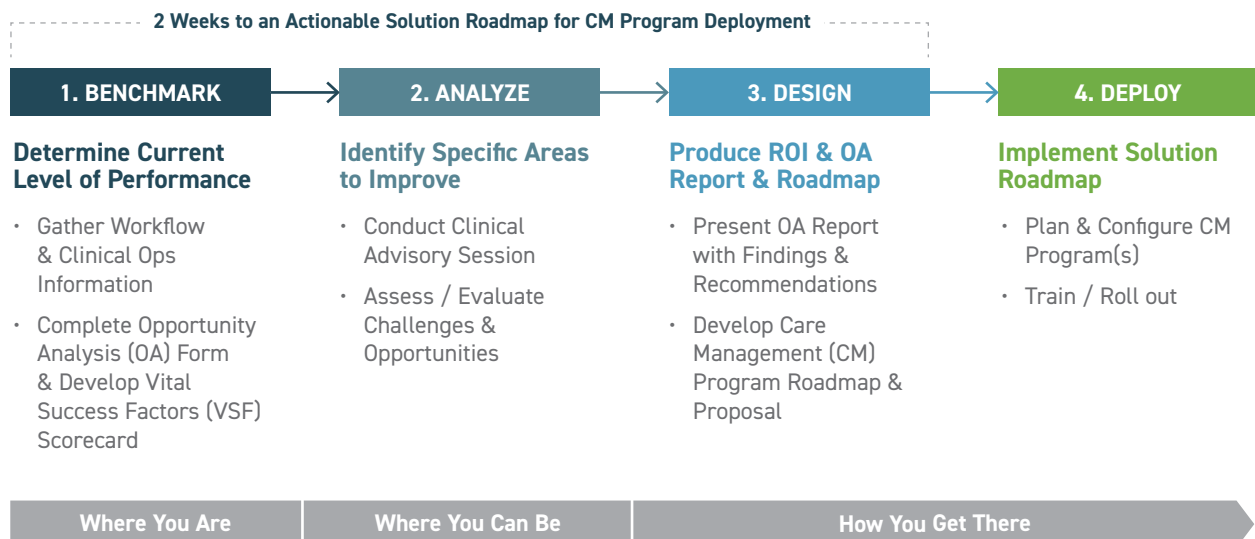 2 Weeks to an Actionable Solution Roadmap for CM Program Deployment
1. BENCHMARK
2. ANALYZE
3. DESIGN
4. DEPLOY
Determine Current
Level of Performance
• Gather Workflow
& Clinical Ops
Information
• Complete Opportunity
Analysis (OA) Form
& Develop Vital
Success Factors (VSF)
Scorecard
Identify Specific Areas
to Improve
• Conduct Clinical
Advisory Session
• Assess / Evaluate
Challenges &
Opportunities
Produce ROI & OA
Report & Roadmap
• Present OA Report
with Findings &
Recommendations
• Develop Care
Management (CM)
Program Roadmap &
Proposal
Implement Solution
Roadmap
• Plan & Configure CM
Program(s)
• Train / Roll out
Where You Are
Where You Can Be
How You Get There